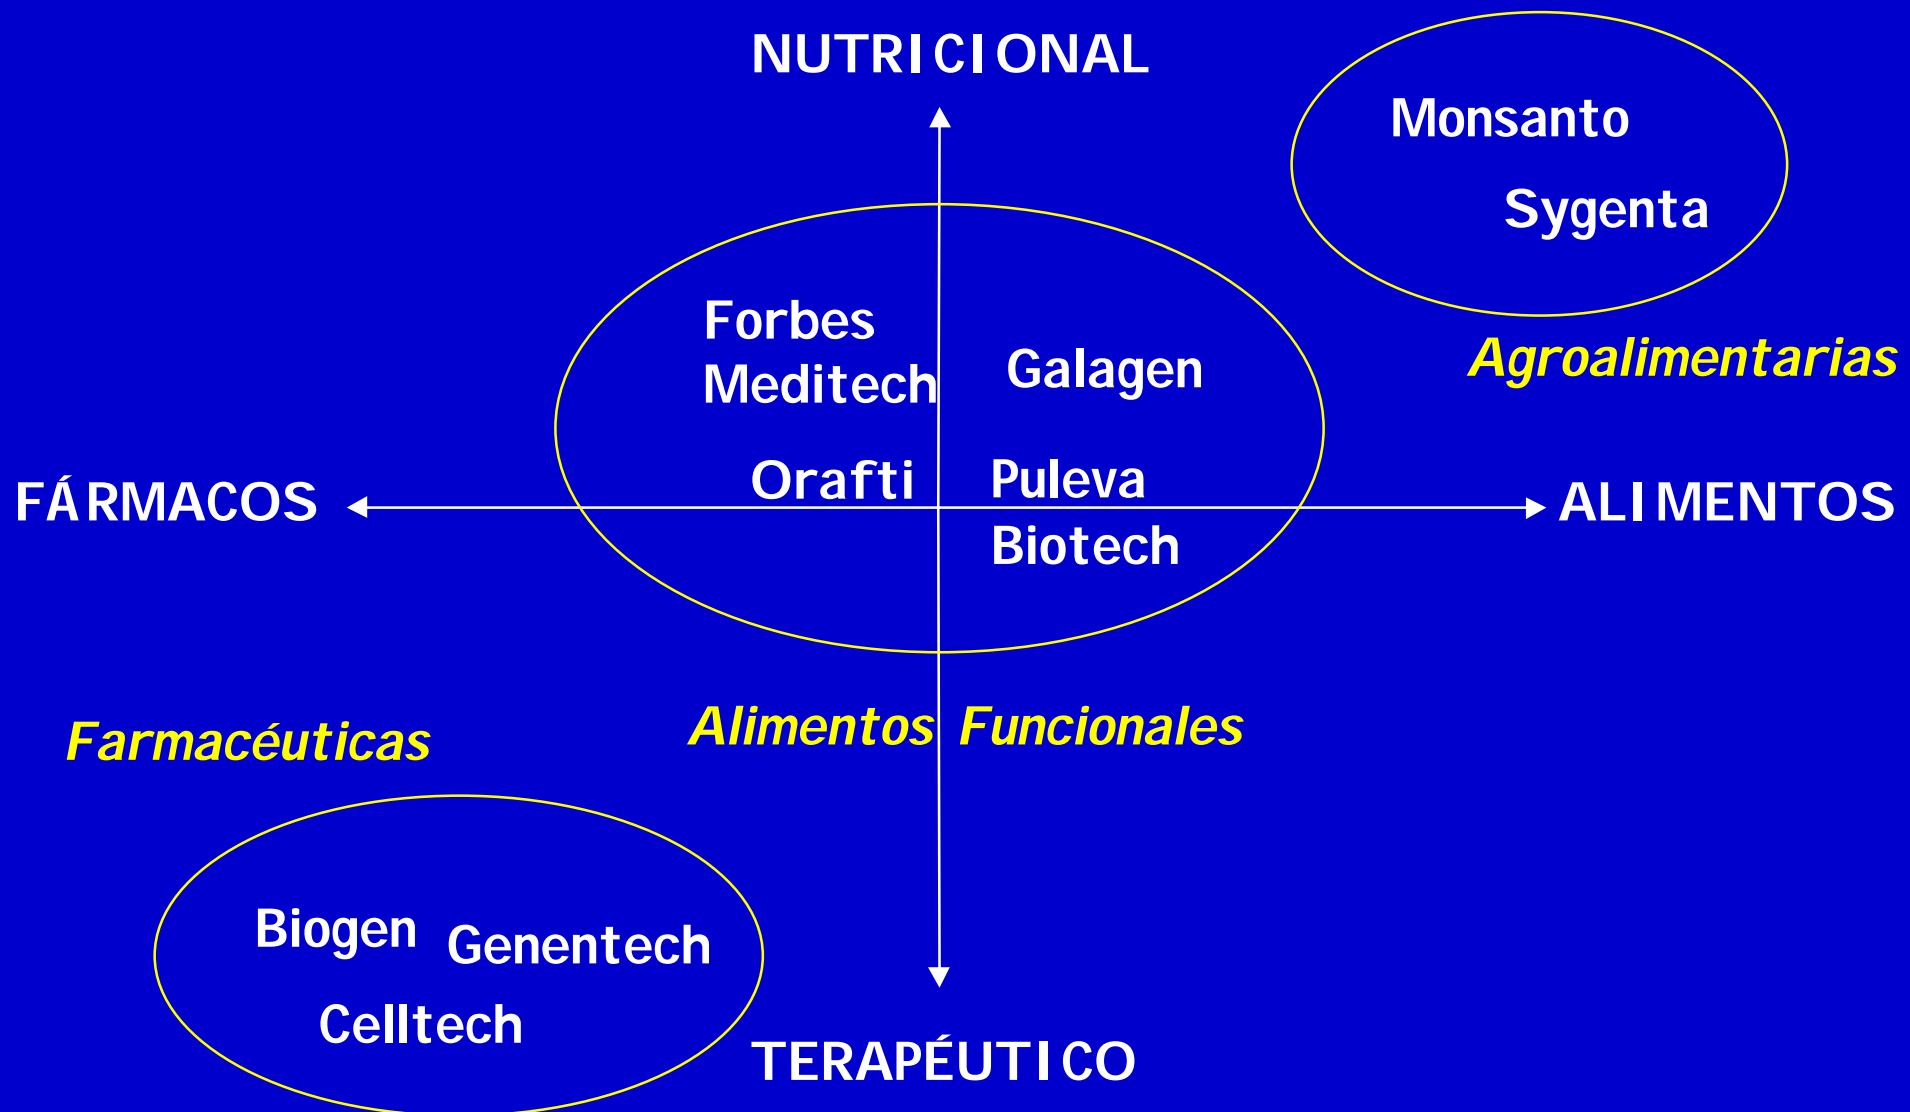 NUTRICIONAL
Monsanto
Sygenta
Agroalimentarias
Forbes
Meditech
Galagen
Orafti
Puleva
Biotech
FÁRMACOS
ALIMENTOS
Alimentos Funcionales
Farmacéuticas
Biogen
Genentech
Celltech
TERAPÉUTICO